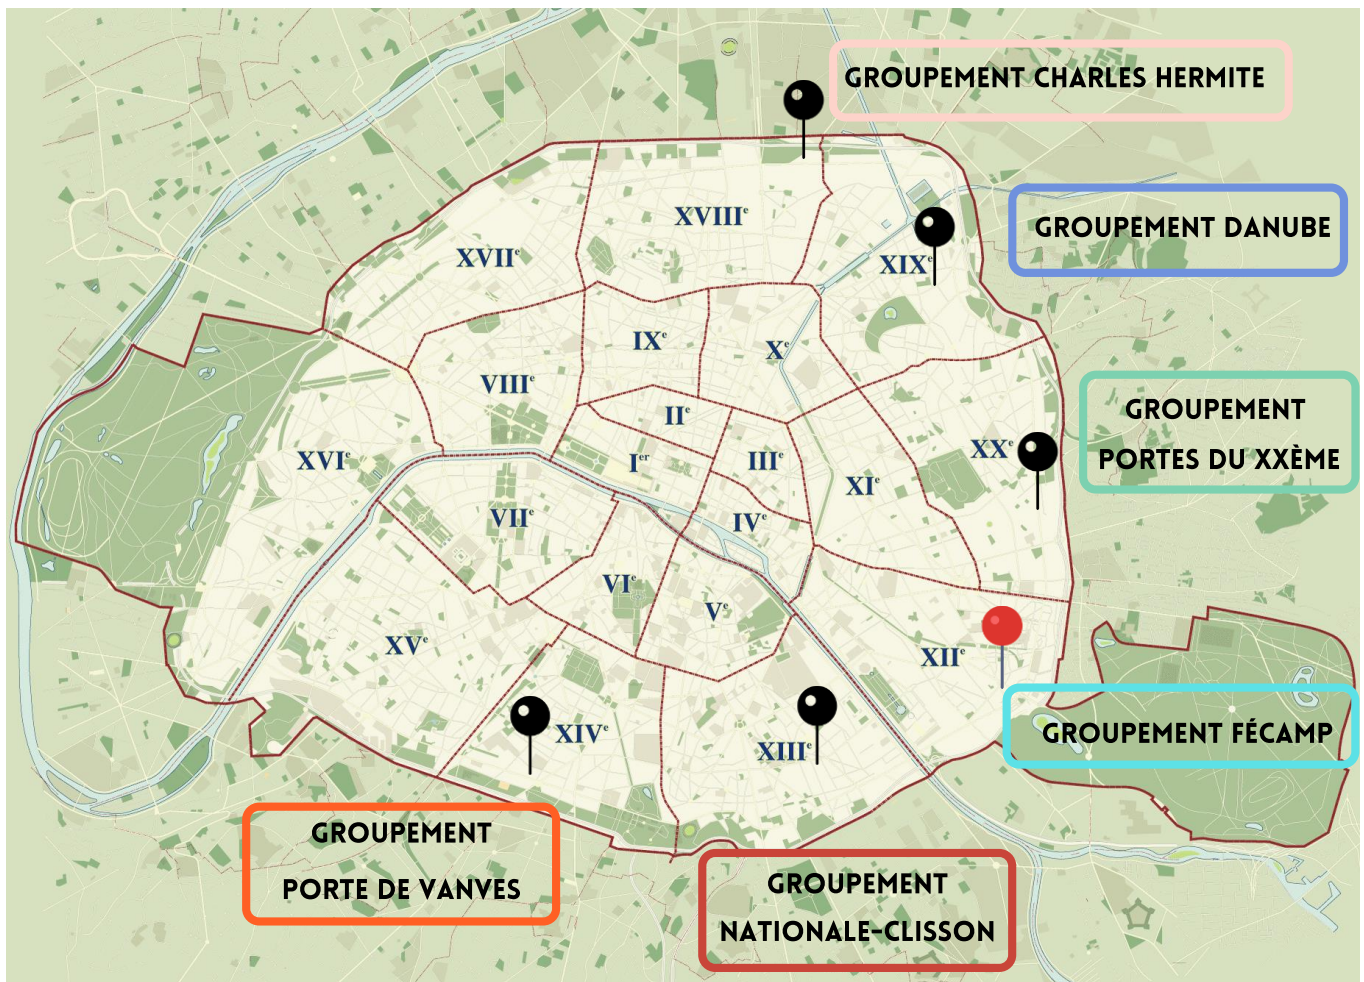 GROUPEMENT CHARLES HERMITE
GROUPEMENT DANUBE
GROUPEMENT
PORTES DU XXÈME
GROUPEMENT FÉCAMP
GROUPEMENT
NATIONALE-CLISSON
GROUPEMENT
PORTE DE VANVES
XVIIIᵉ
XVIIᵉ
XIXᵉ
IXᵉ
Xᵉ
VIIIᵉ
IIᵉ
XVIᵉ
Iᵉʳ
IIIᵉ
XXᵉ
XIᵉ
VIIᵉ
IVᵉ
VIᵉ
Vᵉ
XVᵉ
XIIᵉ
XIVᵉ
XIIIᵉ